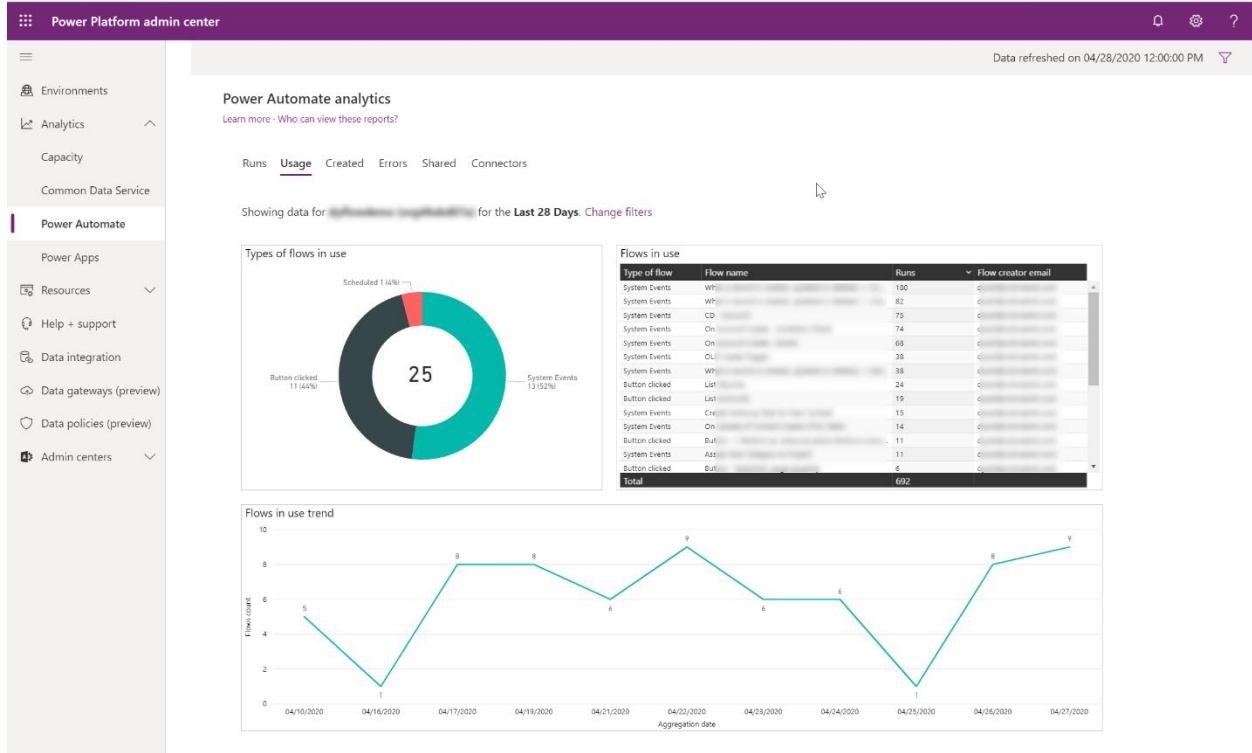 Power Platform admin center
Data refreshed on 04/28/2020 12:00:00 PM
Environments
Analytics
Capacity
Common Data Service
Power Automate
Power Apps
Resources
Help + support
Data integration
Data gateways (preview)
Data policies (preview)
Admin centers
Power Automate analytics
Learn more · Who can view these reports?
Runs Usage Created Errors Shared Connectors
Showing data for for the Last 28 Days. Change filters
Types of flows in use
Scheduled 1 (4%)
Button clicked
11 (44%)
25
System Events
13 (52%)
Flows in use
Type of flow Flow name Runs Flow creator email
System Events 180
System Events 82
System Events CD 75
System Events On 74
System Events On 68
System Events 38
System Events 38
Button clicked List 24
Button clicked List 19
System Events 15
System Events On 14
Button clicked 11
System Events 11
Button clicked 6
Total 692
Flows in use trend
Flows count
10
8
6
4
2
0
5
1
8
8
6
9
6
6
1
8
9
04/10/2020 04/16/2020 04/17/2020 04/19/2020 04/21/2020 04/22/2020 04/23/2020 04/24/2020 04/25/2020 04/26/2020 04/27/2020
Aggregation date